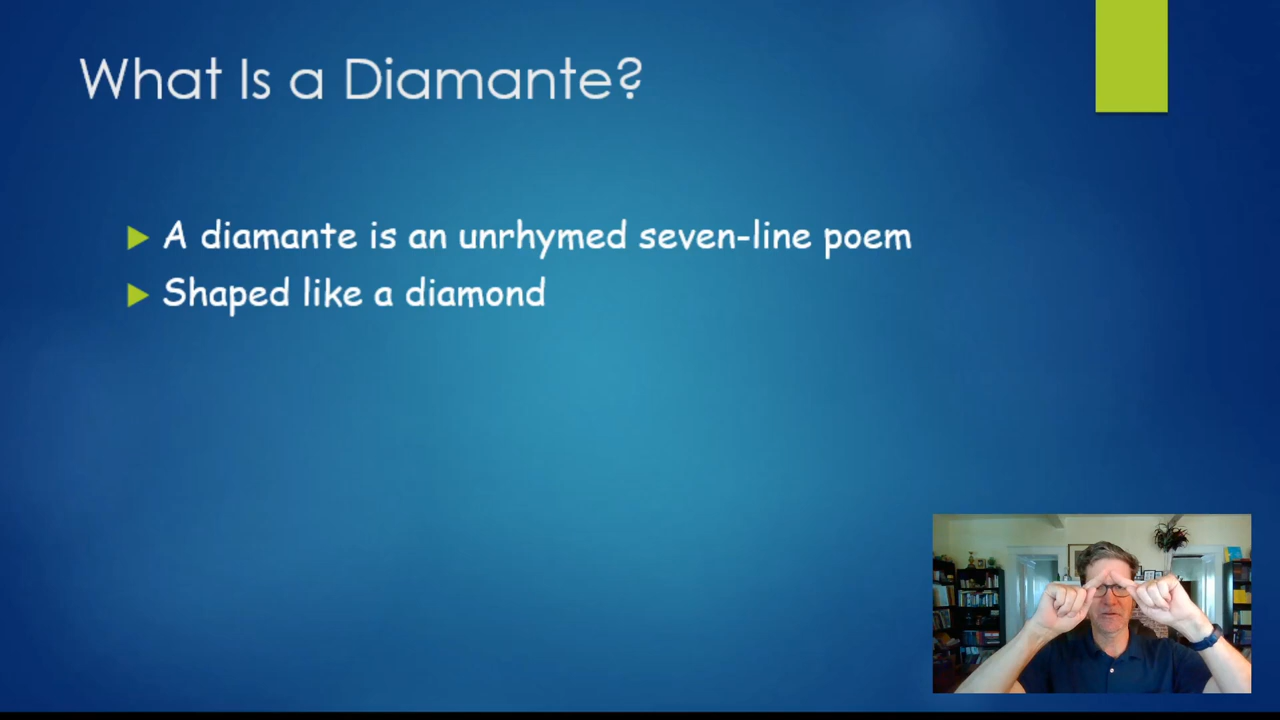 What Is a Diamante?
A diamante is an unrhymed seven-line poem
Shaped like a diamond